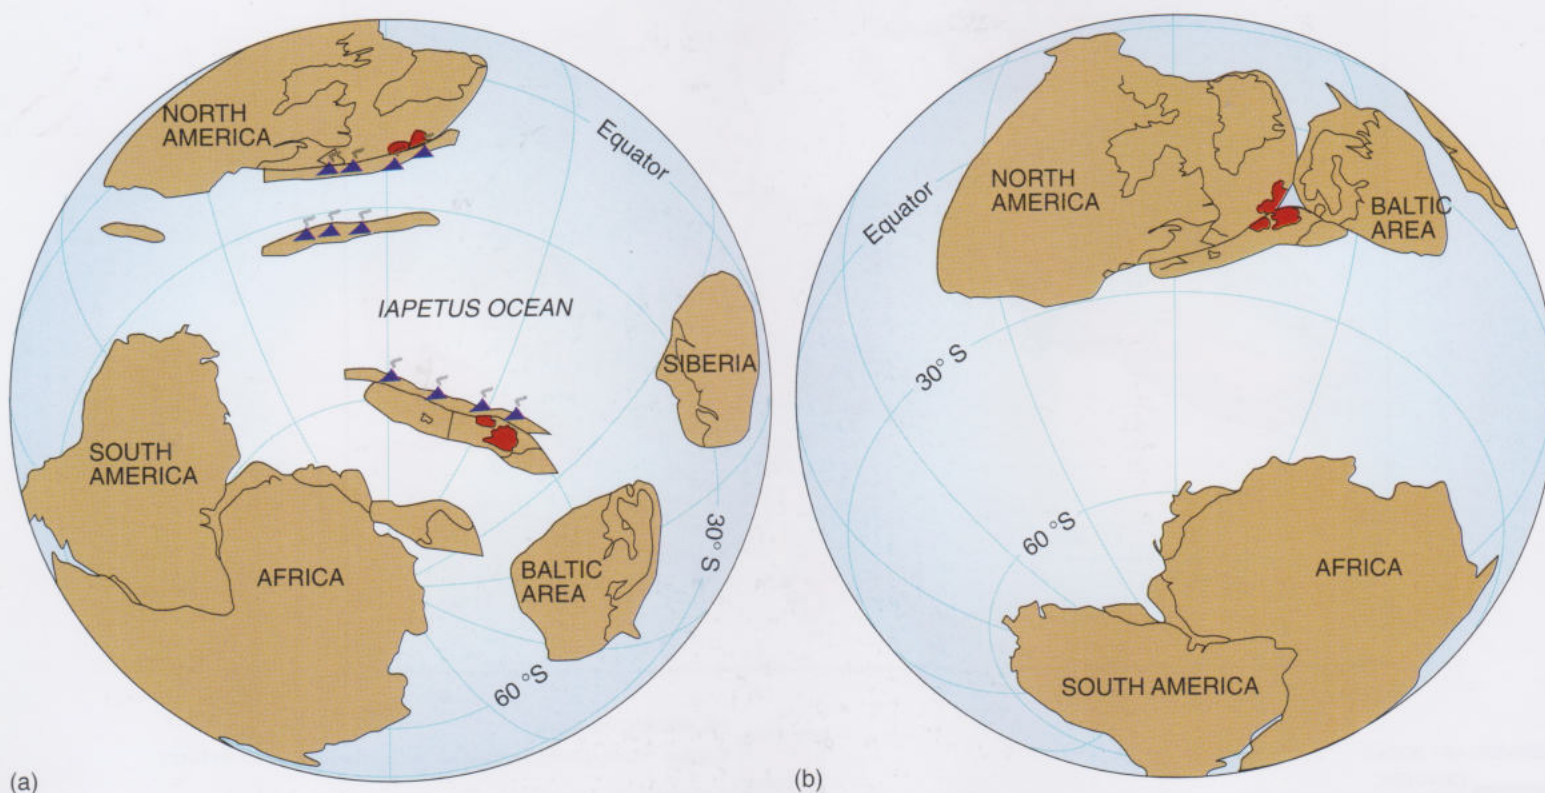 NORTH
AMERICA
Equator
IAPETUS OCEAN
SIBERIA
SOUTH
AMERICA
AFRICA
BALTIC
AREA
30° S
60 °S
(a)
NORTH
AMERICA
BALTIC
AREA
Equator
30° S
60 °S
AFRICA
SOUTH AMERICA
(b)